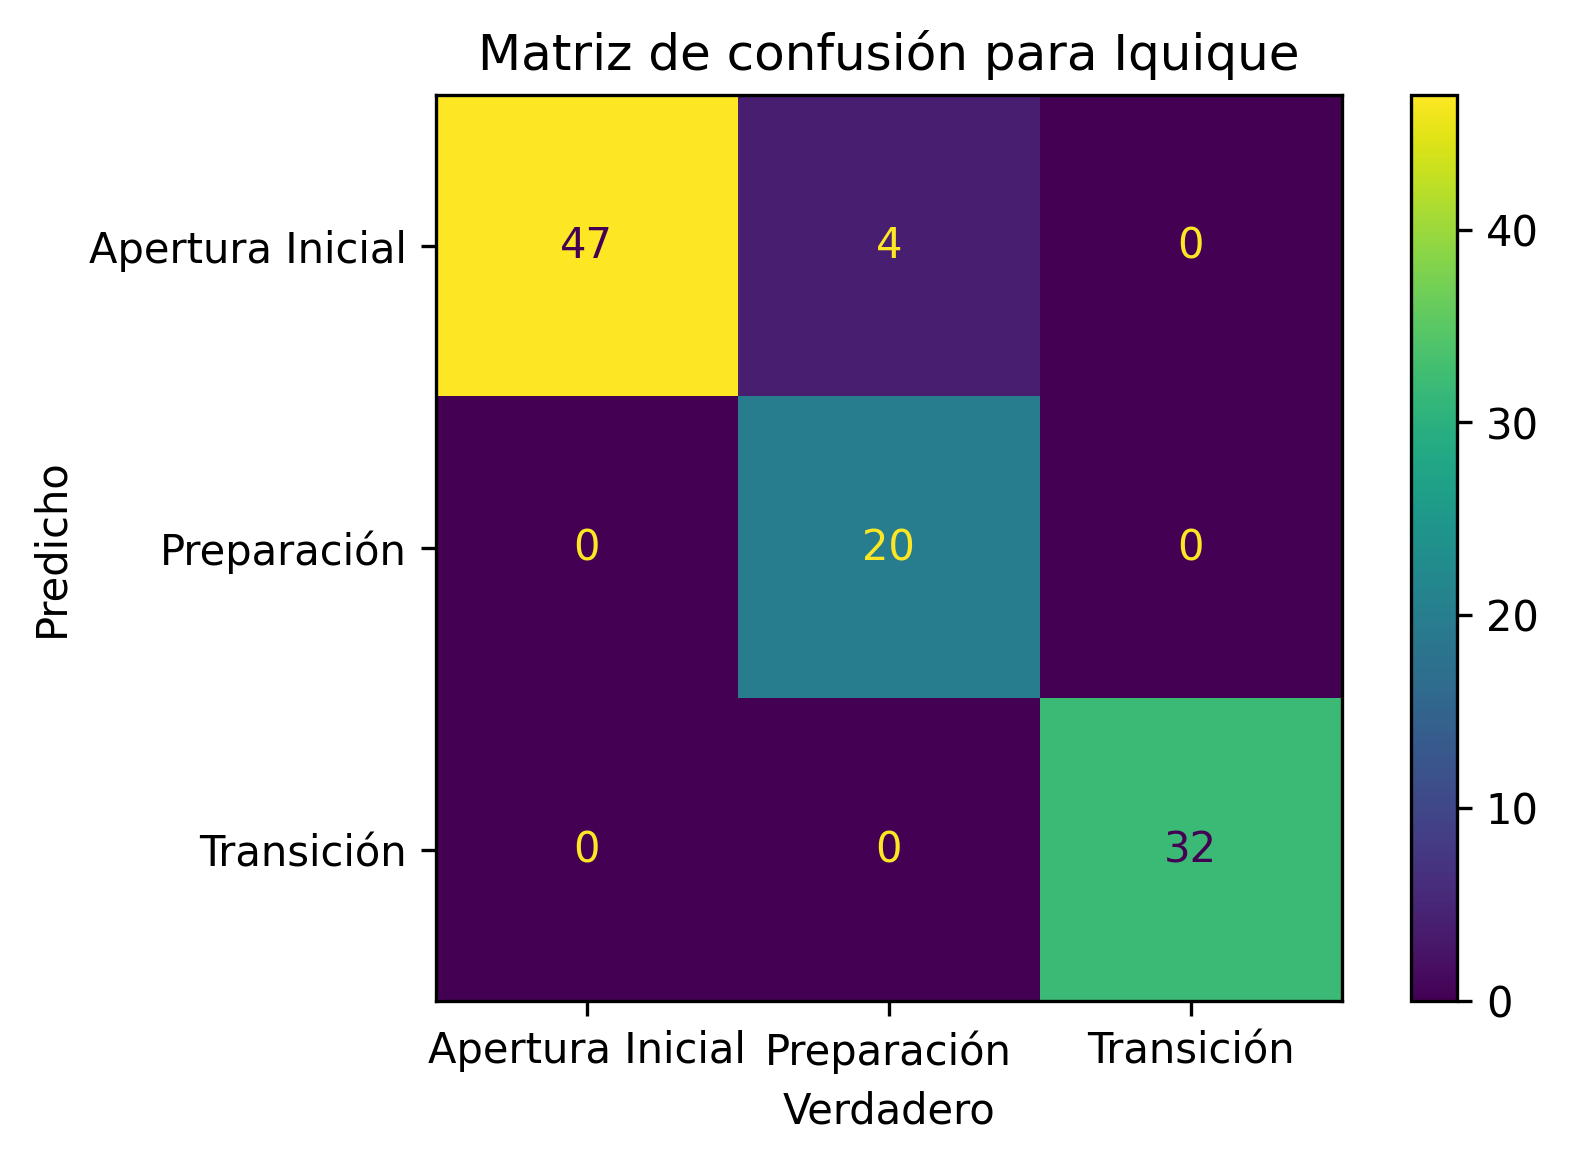 Matriz de confusión para Iquique
Predicho
Apertura Inicial
47 4 0
Preparación
0 20 0
Transición
0 0 32
Apertura Inicial Preparación Transición
Verdadero
40
30
20
10
0